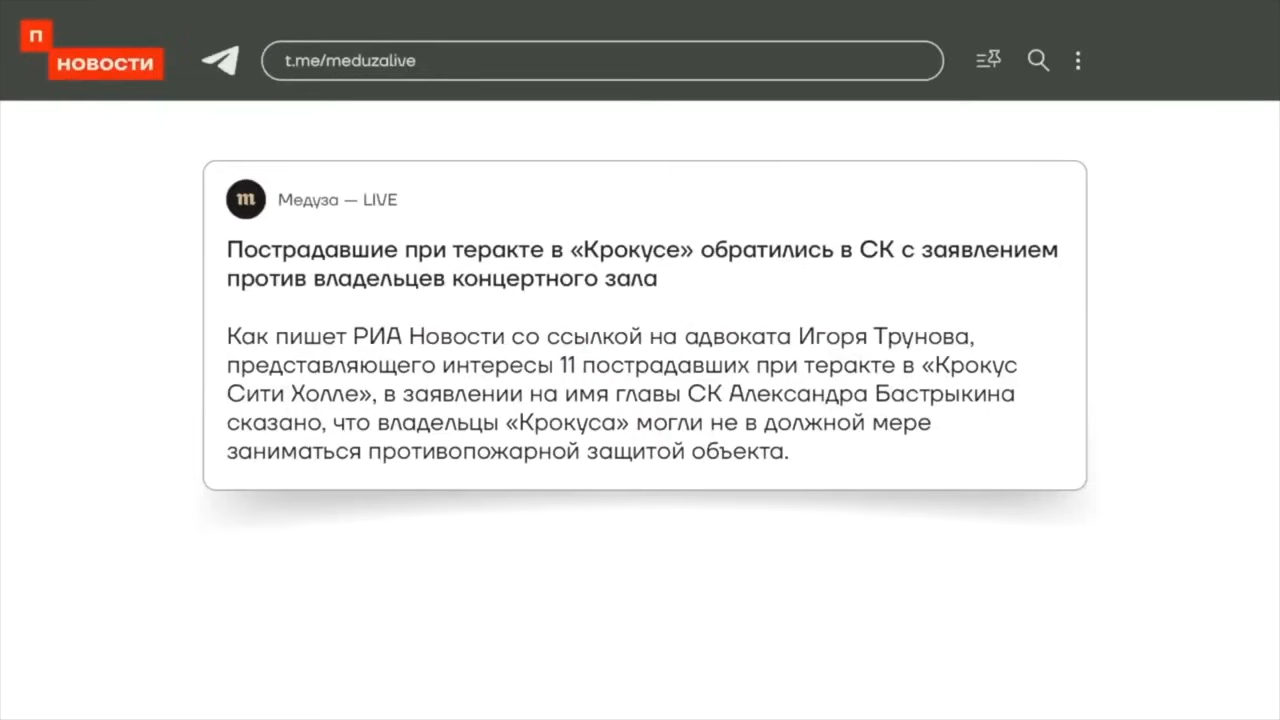 П
НОВОСТИ
t.me/meduzalive
m
Медуза — LIVE
Пострадавшие при теракте в «Крокусе» обратились в СК с заявлением
против владельцев концертного зала
Как пишет РИА Новости со ссылкой на адвоката Игоря Трунова,
представляющего интересы 11 пострадавших при теракте в «Крокус
Сити Холле», в заявлении на имя главы СК Александра Бастрыкина
сказано, что владельцы «Крокуса» могли не в должной мере
заниматься противопожарной защитой объекта.